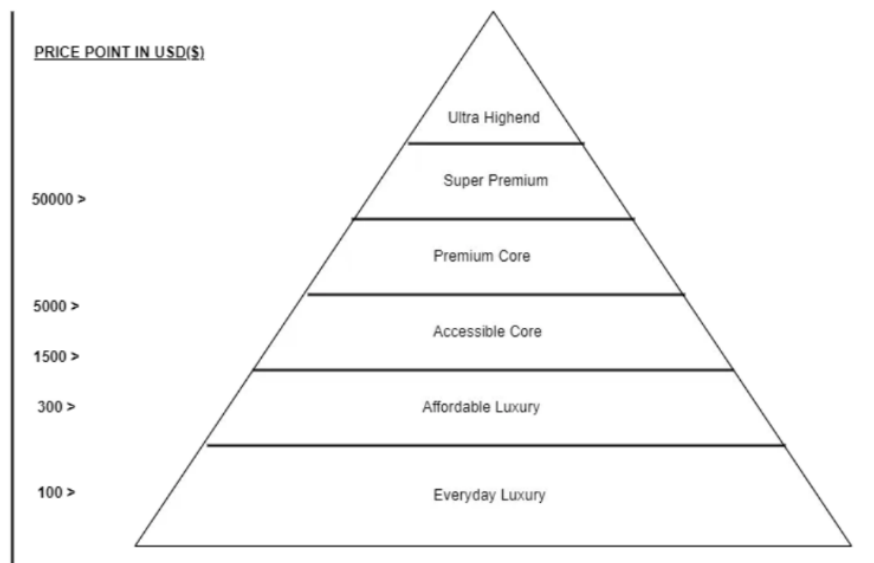 PRICE POINT IN USD($)
Ultra Highend
Super Premium
50000 >
Premium Core
5000 >
Accessible Core
1500 >
300 >
Affordable Luxury
100 >
Everyday Luxury